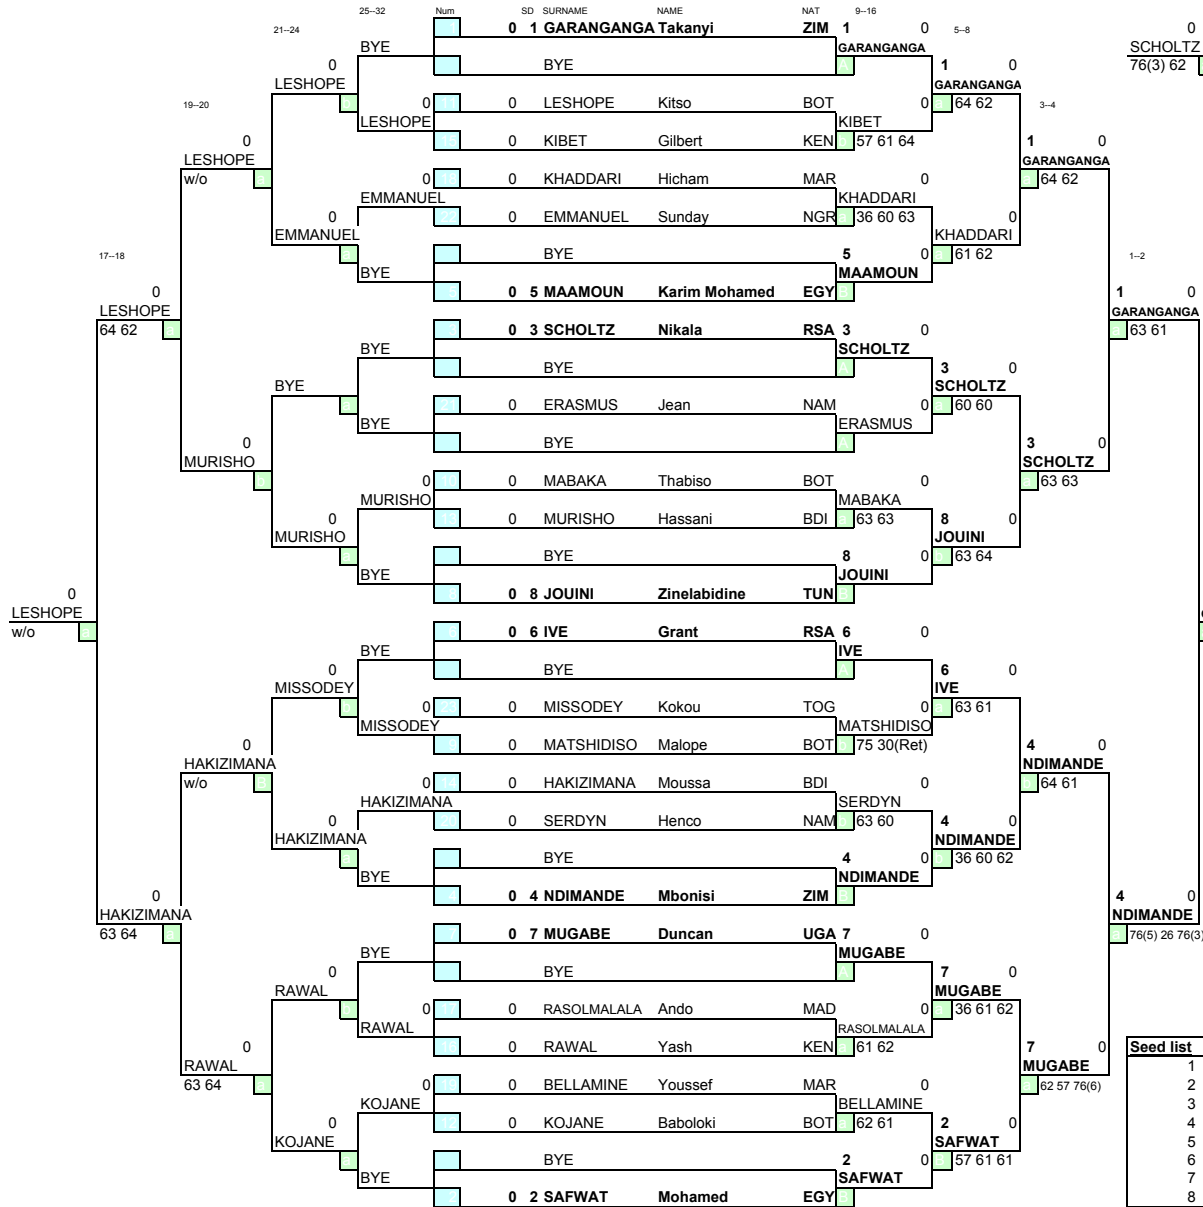 25--32 Num SD SURNAME NAME NAT 9--16
0 1 GARANGANGA Takanyi ZIM 1 0 0
21--24 BYE GARANGANGA 5--8 SCHOLTZ
0 BYE A 1 0 76(3) 62
LESHOPE GARANGANGA
19--20 b 0 0 LESHOPE Kitso BOT 0 a 64 62 3--4
LESHOPE KIBET
0 0 KIBET Gilbert KEN b 57 61 64 1 0
LESHOPE GARANGANGA
w/o a 0 0 KHADDARI Hicham MAR 0 a 64 62
EMMANUEL KHADDARI
0 0 EMMANUEL Sunday NGR a 36 60 63 0
EMMANUEL KHADDARI
17--18 a BYE 5 0 a 61 62 1--2
BYE MAAMOUN
0 0 5 MAAMOUN Karim Mohamed EGY B 1 0
LESHOPE GARANGANGA
64 62 a 0 3 SCHOLTZ Nikala RSA 3 0 a 63 61
BYE SCHOLTZ
BYE A 3 0
BYE SCHOLTZ
a 0 ERASMUS Jean NAM 0 a 60 60
BYE ERASMUS
0 BYE A 3 0
MURISHO SCHOLTZ
b 0 0 MABAKA Thabiso BOT 0 a 63 63
MURISHO MABAKA
0 0 MURISHO Hassani BDI a 63 63 8 0
MURISHO JOUINI
a BYE 8 0 b 63 64
BYE JOUINI
0 0 8 JOUINI Zinelabidine TUN B
LESHOPE
w/o a 0 6 IVE Grant RSA 6 0
BYE IVE
0 BYE A 6 0
MISSODEY IVE
b 0 0 MISSODEY Kokou TOG 0 a 63 61
MISSODEY MATSHIDISO
0 0 MATSHIDISO Malope BOT b 75 30(Ret) 4 0
HAKIZIMANA NDIMANDE
w/o 0 0 HAKIZIMANA Moussa BDI 0 b 64 61
HAKIZIMANA SERDYN
0 0 SERDYN Henco NAM b 63 60 4 0
HAKIZIMANA NDIMANDE
a BYE 4 0 b 36 60 62
BYE NDIMANDE
0 0 4 NDIMANDE Mbonisi ZIM B 4 0
HAKIZIMANA NDIMANDE
63 64 a 0 7 MUGABE Duncan UGA 7 0 a 76(5) 26 76(3)
BYE MUGABE
0 BYE A 7 0
RAWAL MUGABE
b 0 0 RASOLMALALA Ando MAD 0 a 36 61 62
RAWAL RASOLMALALA
0 0 RAWAL Yash KEN a 61 62 7 0 Seed list
RAWAL MUGABE 1
63 64 a 0 0 BELLAMINE Youssef MAR 0 a 62 57 76(6) 2
KOJANE BELLAMINE 3
0 0 KOJANE Baboloki BOT a 62 61 2 0 4
KOJANE SAFWAT 5
a BYE 2 0 B 57 61 61 6
BYE SAFWAT 7
0 2 SAFWAT Mohamed EGY B 8